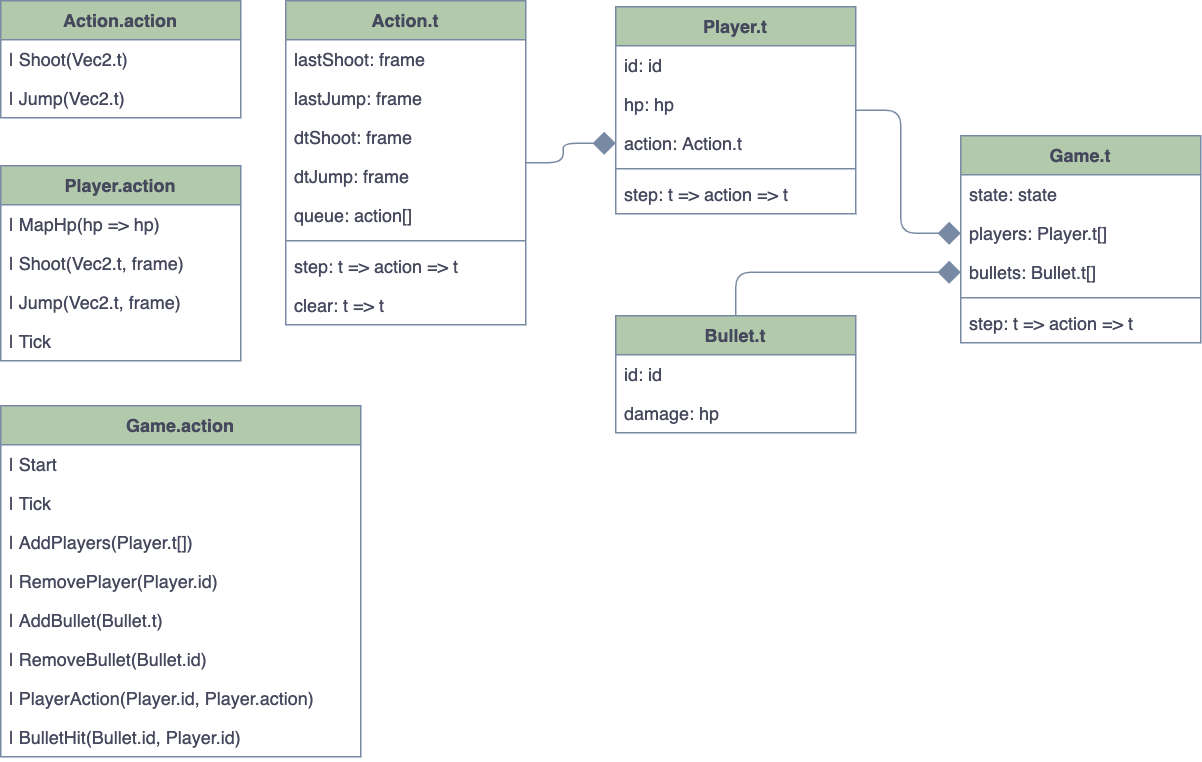 Action.action
| Shoot(Vec2.t)
| Jump(Vec2.t)
Player.action
| MapHp(hp => hp)
| Shoot(Vec2.t, frame)
| Jump(Vec2.t, frame)
| Tick
Game.action
| Start
| Tick
| AddPlayers(Player.t[])
| RemovePlayer(Player.id)
| AddBullet(Bullet.t)
| RemoveBullet(Bullet.id)
| PlayerAction(Player.id, Player.action)
| BulletHit(Bullet.id, Player.id)
Action.t
lastShoot: frame
lastJump: frame
dtShoot: frame
dtJump: frame
queue: action[]
step: t => action => t
clear: t => t
Player.t
id: id
hp: hp
action: Action.t
step: t => action => t
Bullet.t
id: id
damage: hp
Game.t
state: state
players: Player.t[]
bullets: Bullet.t[]
step: t => action => t